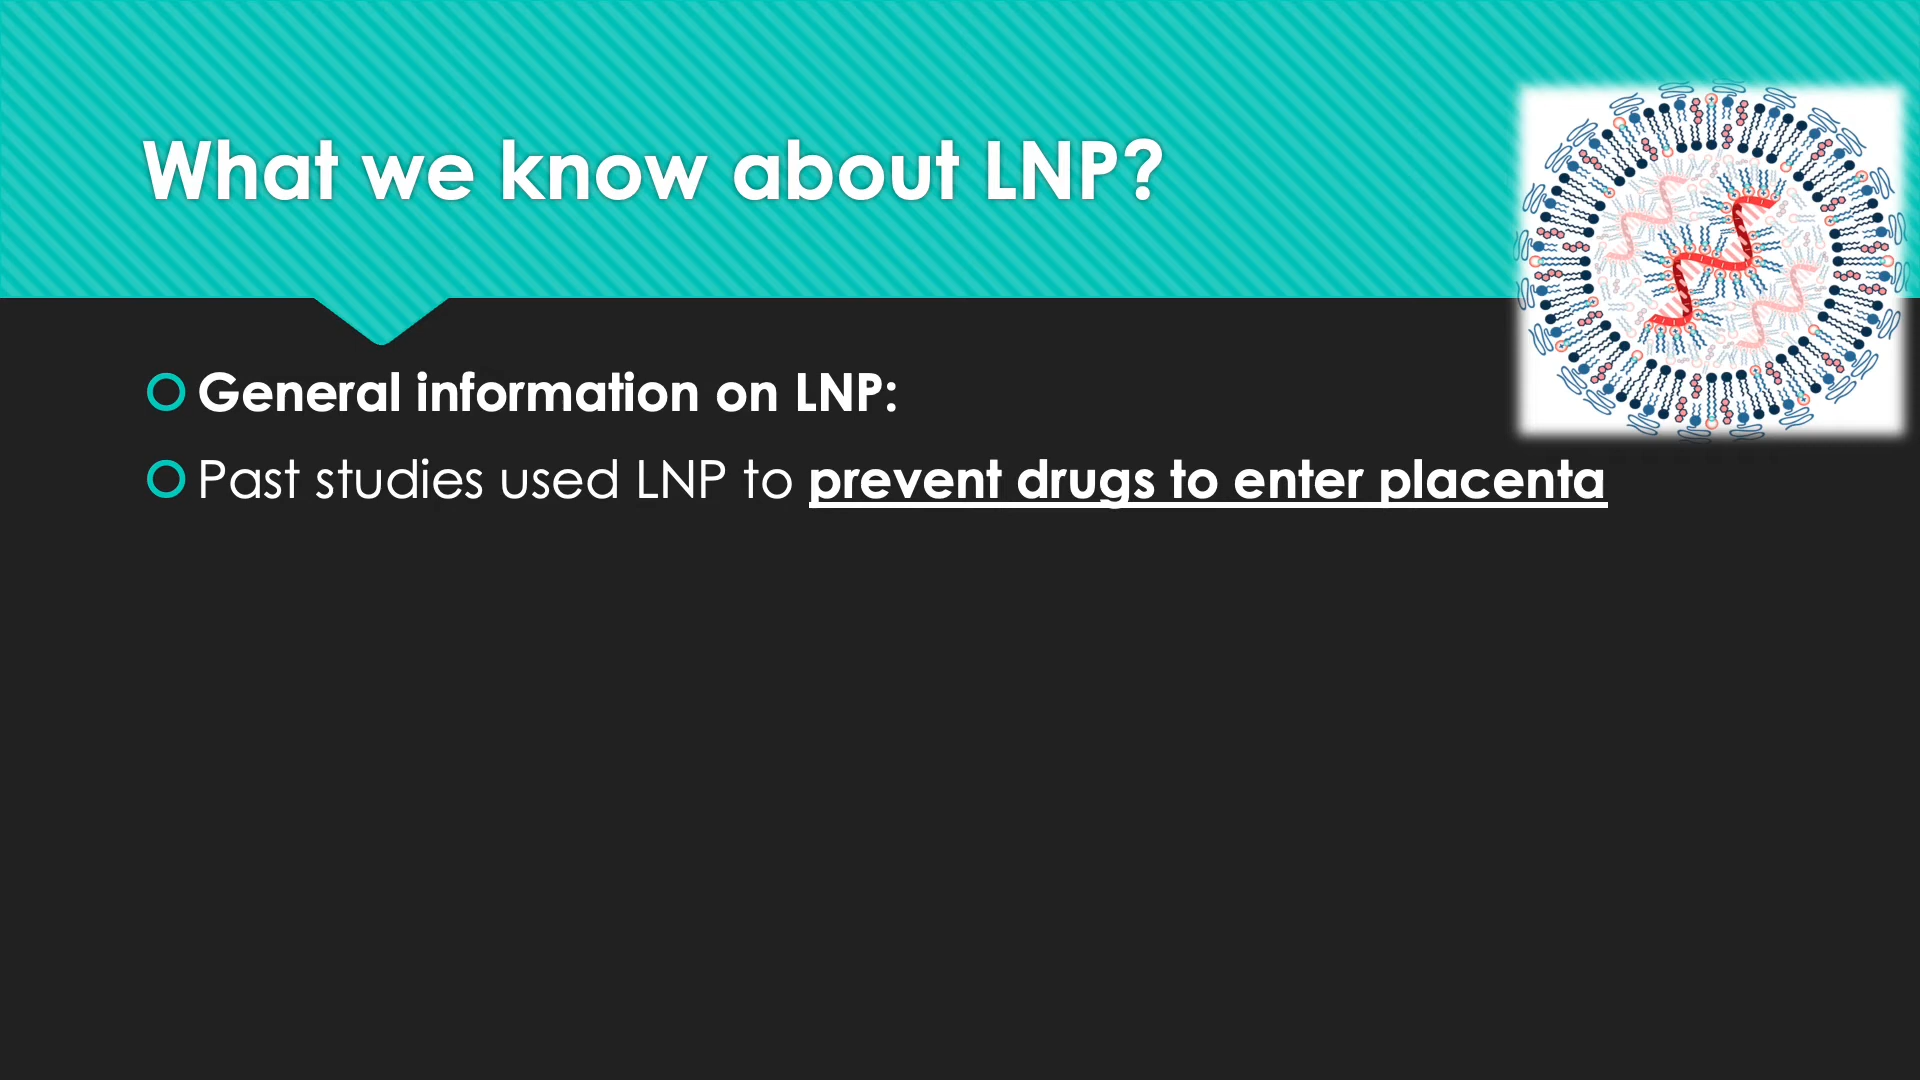 What we know about LNP?
General information on LNP:
Past studies used LNP to prevent drugs to enter placenta